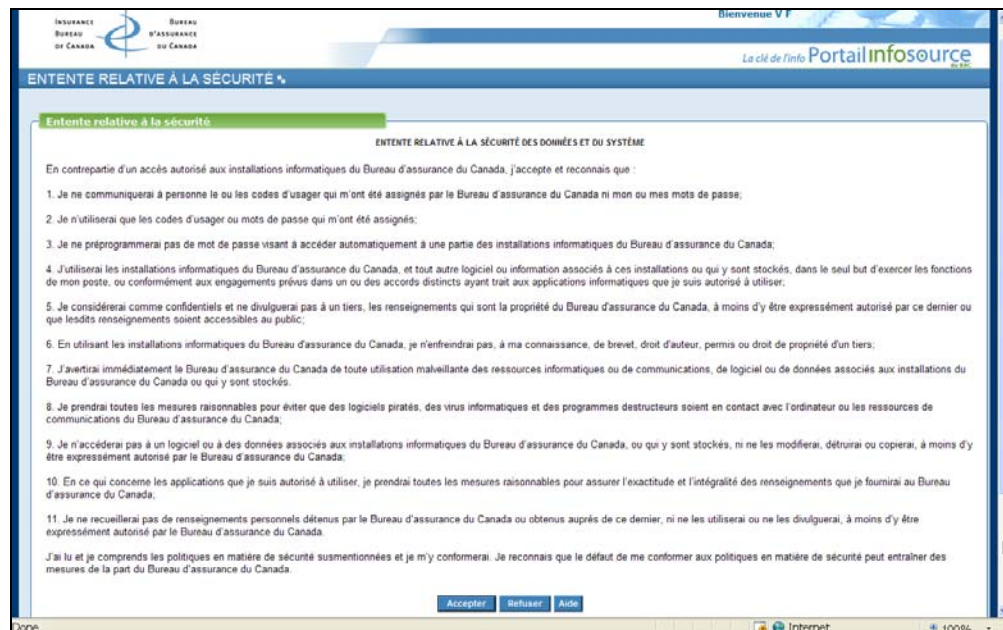 Insurance
Bureau
of Canada
Bureau
d'assurance
du Canada
Bienvenue V F
La clé de l'info Portail infosource
du BAC
ENTENTE RELATIVE À LA SÉCURITÉ
Entente relative à la sécurité
ENTENTE RELATIVE À LA SÉCURITÉ DES DONNÉES ET DU SYSTÈME
En contrepartie d'un accès autorisé aux installations informatiques du Bureau d'assurance du Canada, j'accepte et reconnais que :
1. Je ne communiquerai à personne le ou les codes d'usager qui m'ont été assignés par le Bureau d'assurance du Canada ni mon ou mes mots de passe;
2. Je n'utiliserai que les codes d'usager ou mots de passe qui m'ont été assignés;
3. Je ne préprogrammerai pas de mot de passe visant à accéder automatiquement à une partie des installations informatiques du Bureau d'assurance du Canada;
4. J'utiliserai les installations informatiques du Bureau d'assurance du Canada, et tout autre logiciel ou information associés à ces installations ou qui y sont stockés, dans le seul but d'exercer les fonctions
de mon poste, ou conformément aux engagements prévus dans un ou des accords distincts ayant trait aux applications informatiques que je suis autorisé à utiliser;
5. Je considérerai comme confidentiels et ne divulguerai pas à un tiers, les renseignements qui sont la propriété du Bureau d'assurance du Canada, à moins d'y être expressément autorisé par ce dernier ou
que lesdits renseignements soient accessibles au public;
6. En utilisant les installations informatiques du Bureau d'assurance du Canada, je n'enfreindrai pas, à ma connaissance, de brevet, droit d'auteur, permis ou droit de propriété d'un tiers;
7. J'avertirai immédiatement le Bureau d'assurance du Canada de toute utilisation malveillante des ressources informatiques ou de communications, de logiciel ou de données associés aux installations du
Bureau d'assurance du Canada ou qui y sont stockés.
8. Je prendrai toutes les mesures raisonnables pour éviter que des logiciels piratés, des virus informatiques et des programmes destructeurs soient en contact avec l'ordinateur ou les ressources de
communications du Bureau d'assurance du Canada;
9. Je n'accéderai pas à un logiciel ou à des données associés aux installations informatiques du Bureau d'assurance du Canada, ou qui y sont stockés, ni ne les modifierai, détruirai ou copierai, à moins d'y
être expressément autorisé par le Bureau d'assurance du Canada;
10. En ce qui concerne les applications que je suis autorisé à utiliser, je prendrai toutes les mesures raisonnables pour assurer l'exactitude et l'intégralité des renseignements que je fournirai au Bureau
d'assurance du Canada;
11. Je ne recueillerai pas de renseignements personnels détenus par le Bureau d'assurance du Canada ou obtenus auprès de ce dernier, ni ne les utiliserai ou ne les divulguerai, à moins d'y être
expressément autorisé par le Bureau d'assurance du Canada.
J'ai lu et je comprends les politiques en matière de sécurité susmentionnées et je m'y conformerai. Je reconnais que le défaut de me conformer aux politiques en matière de sécurité peut entraîner des
mesures de la part du Bureau d'assurance du Canada.
Accepter Refuser Aide
Done Internet 100%